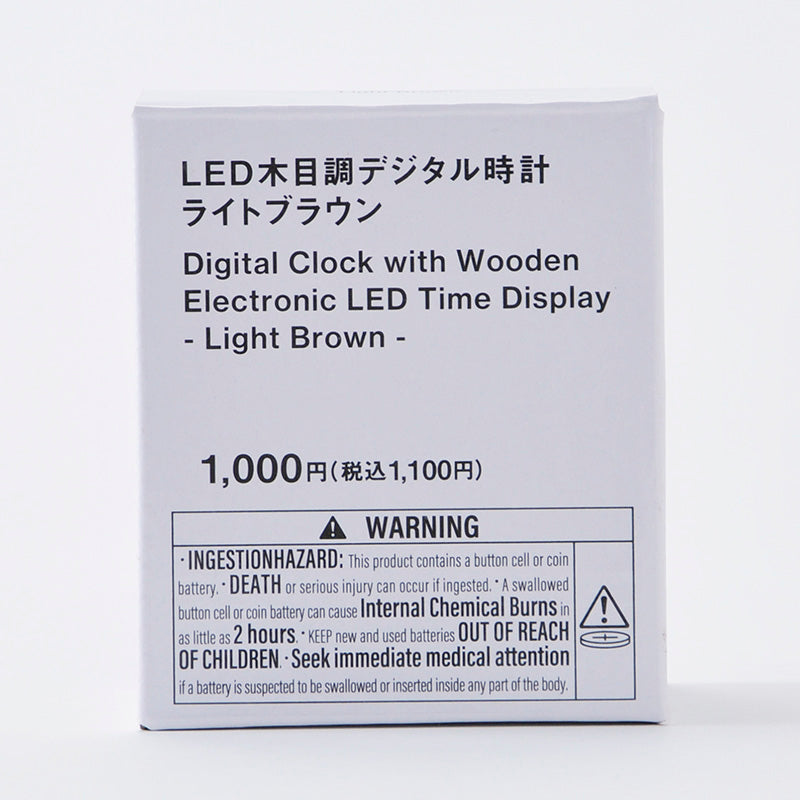 LED木目調デジタル時計
ライトブラウン
Digital Clock with Wooden
Electronic LED Time Display
- Light Brown -
1,000円(税込1,100円)
⚠ WARNING
・INGESTIONHAZARD: This product contains a button cell or coin
battery.・DEATH or serious injury can occur if ingested.・A swallowed
button cell or coin battery can cause Internal Chemical Burns in
as little as 2 hours.・KEEP new and used batteries OUT OF REACH
OF CHILDREN.・Seek immediate medical attention
if a battery is suspected to be swallowed or inserted inside any part of the body.